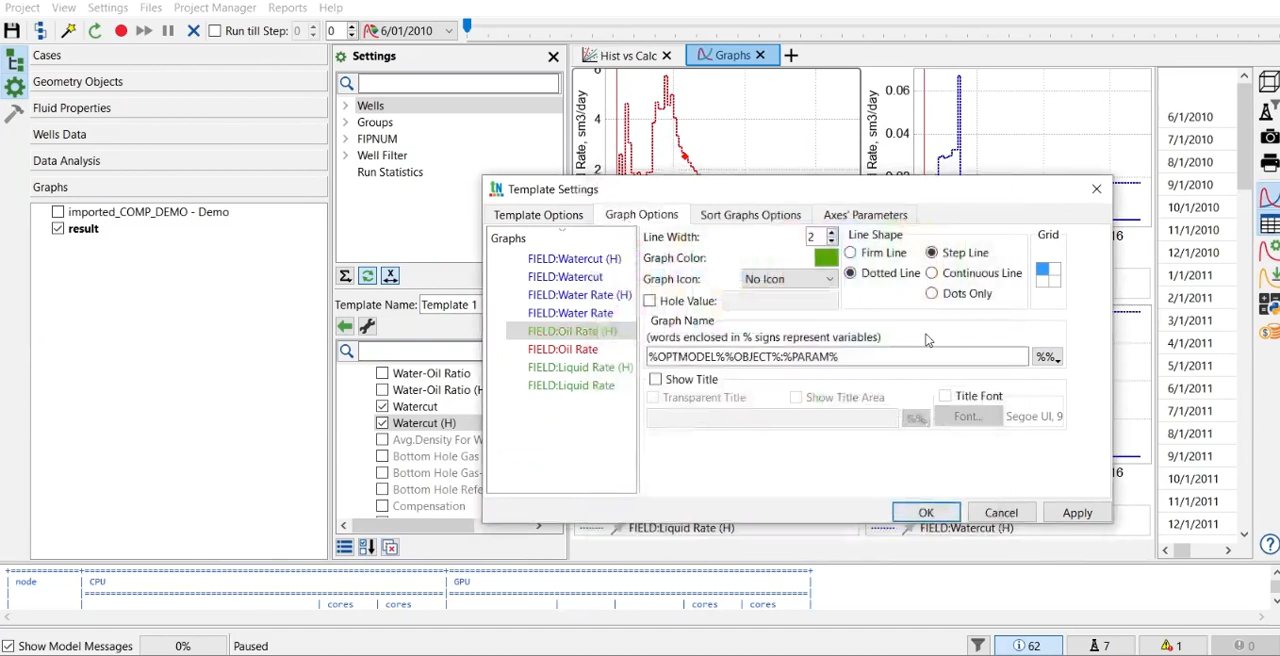 Project View Settings Files Project Manager Reports Help
Run till Step: 0 0 6/01/2010
Cases
Geometry Objects
Fluid Properties
Wells Data
Data Analysis
Graphs
imported_COMP_DEMO - Demo
result
Settings
Wells
Groups
FIPNUM
Well Filter
Run Statistics
Template Name: Template 1
Water-Oil Ratio
Water-Oil Ratio (
Watercut
Watercut (H)
Avg.Density For W
Bottom Hole Gas-
Bottom Hole Gas-
Bottom Hole Refe
Compensation
Hist vs Calc
Graphs
6
4
2
Rate, sm3/day
0.06
0.04
Rate, sm3/day
16
16
FIELD:Liquid Rate (H)
FIELD:Watercut (H)
6/1/2010
7/1/2010
8/1/2010
9/1/2010
10/1/2010
11/1/2010
12/1/2010
1/1/2011
2/1/2011
3/1/2011
4/1/2011
5/1/2011
6/1/2011
7/1/2011
8/1/2011
9/1/2011
10/1/2011
11/1/2011
12/1/2011
Template Settings
Template Options Graph Options Sort Graphs Options Axes' Parameters
Graphs
FIELD:Watercut (H)
FIELD:Watercut
FIELD:Water Rate (H)
FIELD:Water Rate
FIELD:Oil Rate (H)
FIELD:Oil Rate
FIELD:Liquid Rate (H)
FIELD:Liquid Rate
Line Width: 2
Graph Color:
Graph Icon: No Icon
Hole Value:
Line Shape
Firm Line Step Line
Dotted Line Continuous Line
Dots Only
Grid
Graph Name
(words enclosed in % signs represent variables)
%OPTMODEL%%OBJECT%:%PARAM% %%
Show Title
Transparent Title Show Title Area
%%
Title Font
Font... Segoe UI, 9
OK Cancel Apply
node CPU GPU
cores cores cores cores
Show Model Messages 0% Paused 62 7 1 0